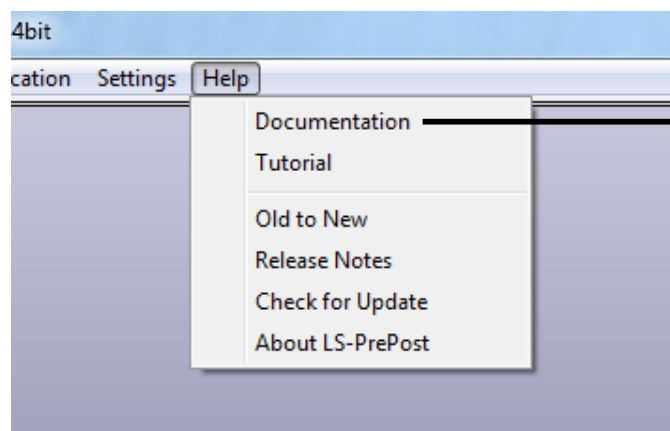 4bit
cation Settings Help
Documentation
Tutorial
Old to New
Release Notes
Check for Update
About LS-PrePost